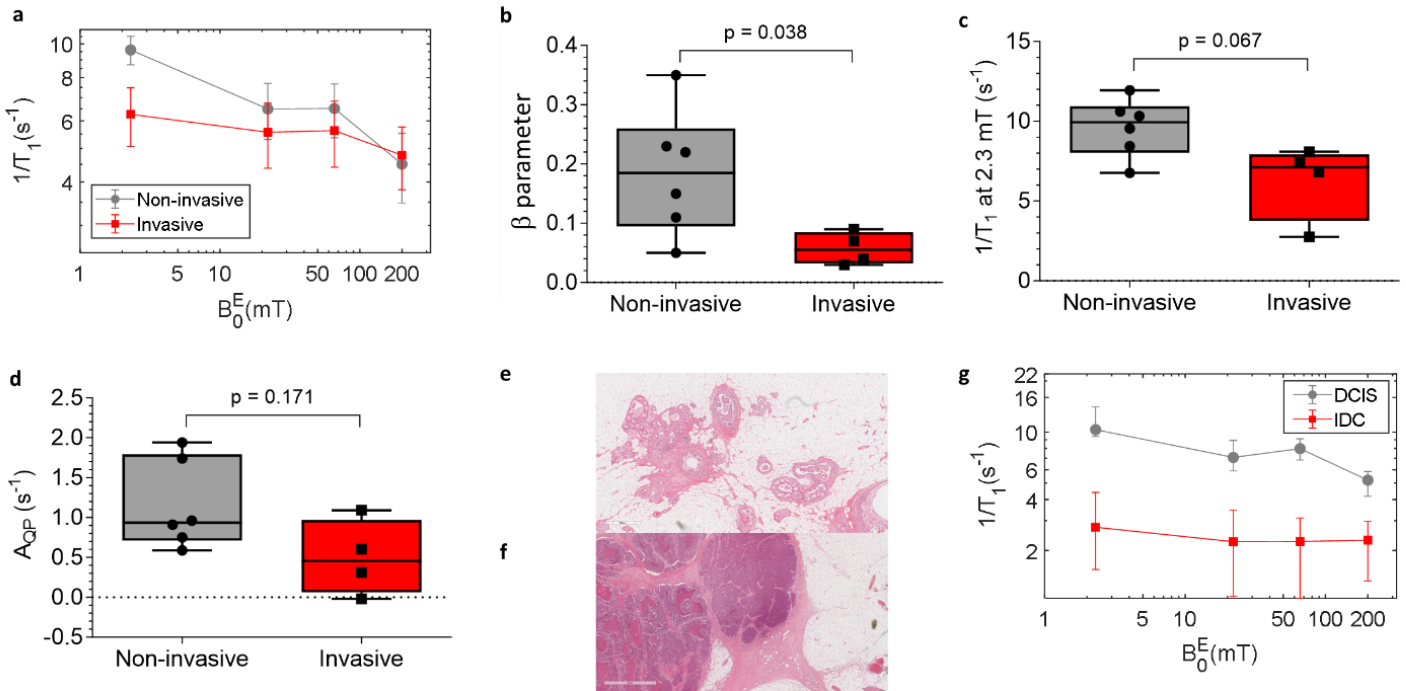 a
10
8
6
4
1/T1(s-1)
Non-invasive
Invasive
1
5
10
50
100
200
B0E(mT)
b
p = 0.038
0.4
0.3
0.2
0.1
0.0
β parameter
Non-invasive
Invasive
c
p = 0.067
15
10
5
0
1/T1 at 2.3 mT (s-1)
Non-invasive
Invasive
d
p = 0.171
2.5
2.0
1.5
1.0
0.5
0.0
-0.5
AQP (s-1)
Non-invasive
Invasive
e
f
g
22
16
10
6
4
2
1/T1(s-1)
DCIS
IDC
1
10
100
200
B0E(mT)